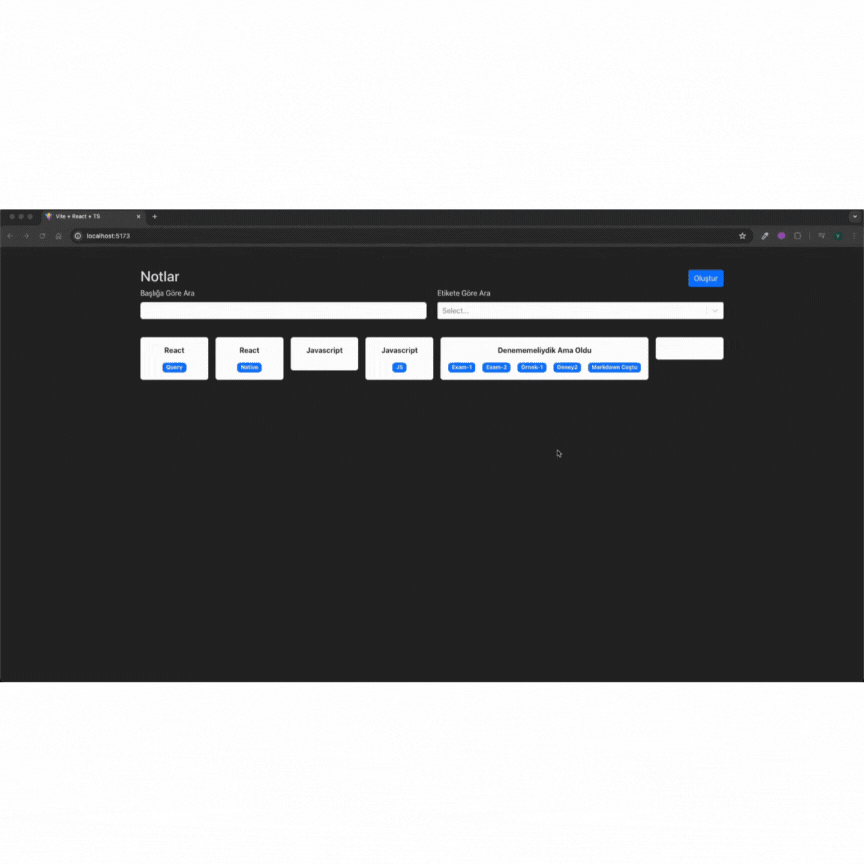 Vite + React + TS
localhost:5173
Notlar
Oluştur
Başlığa Göre Ara
Etikete Göre Ara
Select...
React
Query
React
Native
Javascript
Javascript
JS
Denememeliydik Ama Oldu
Exam-1 Exam-2 Örnek-1 Deney2 Markdown Coştu